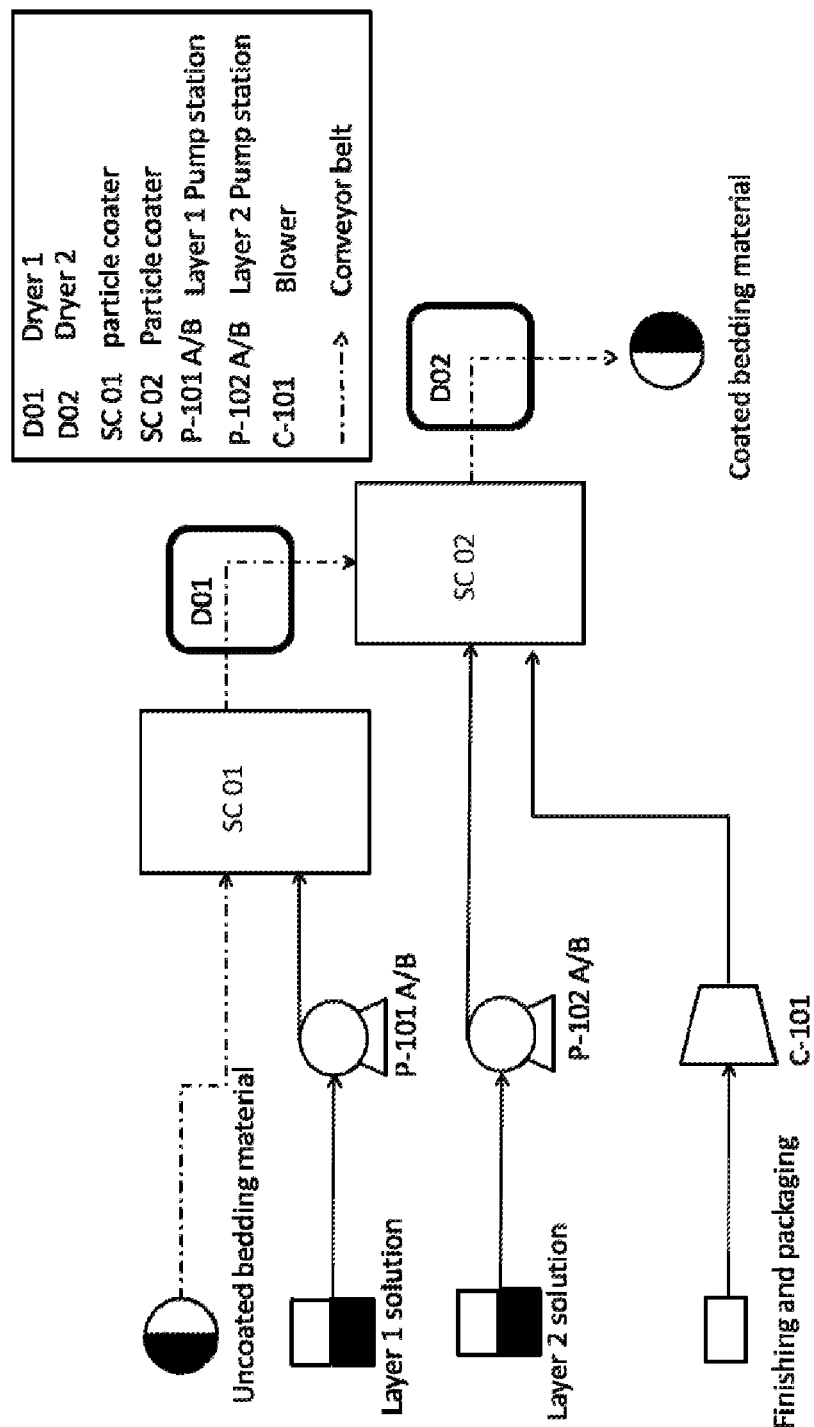 D01 Dryer 1
D02 Dryer 2
SC 01 particle coater
SC 02 Particle coater
P-101 A/B Layer 1 Pump station
P-102 A/B Layer 2 Pump station
C-101 Blower
Conveyor belt
Uncoated bedding material
SC 01
D01
Layer 1 solution
P-101 A/B
SC 02
D02
Layer 2 solution
P-102 A/B
Coated bedding material
Finishing and packaging
C-101